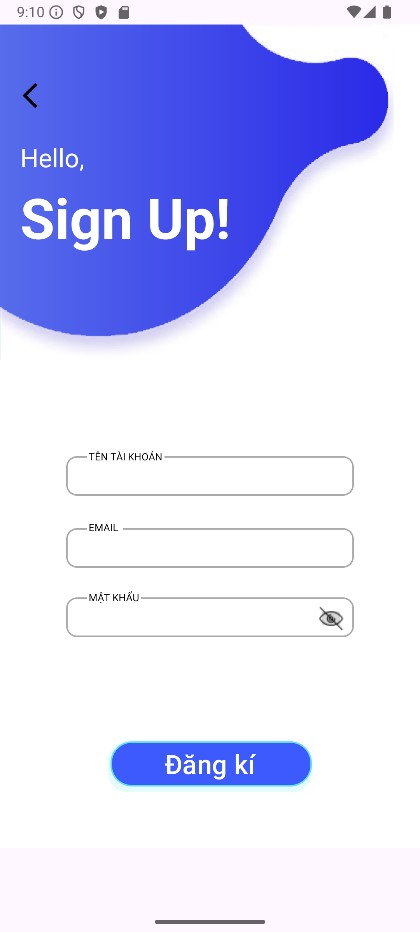 9:10
Hello,
Sign Up!
TÊN TÀI KHOẢN
EMAIL
MẬT KHẨU
Đăng kí